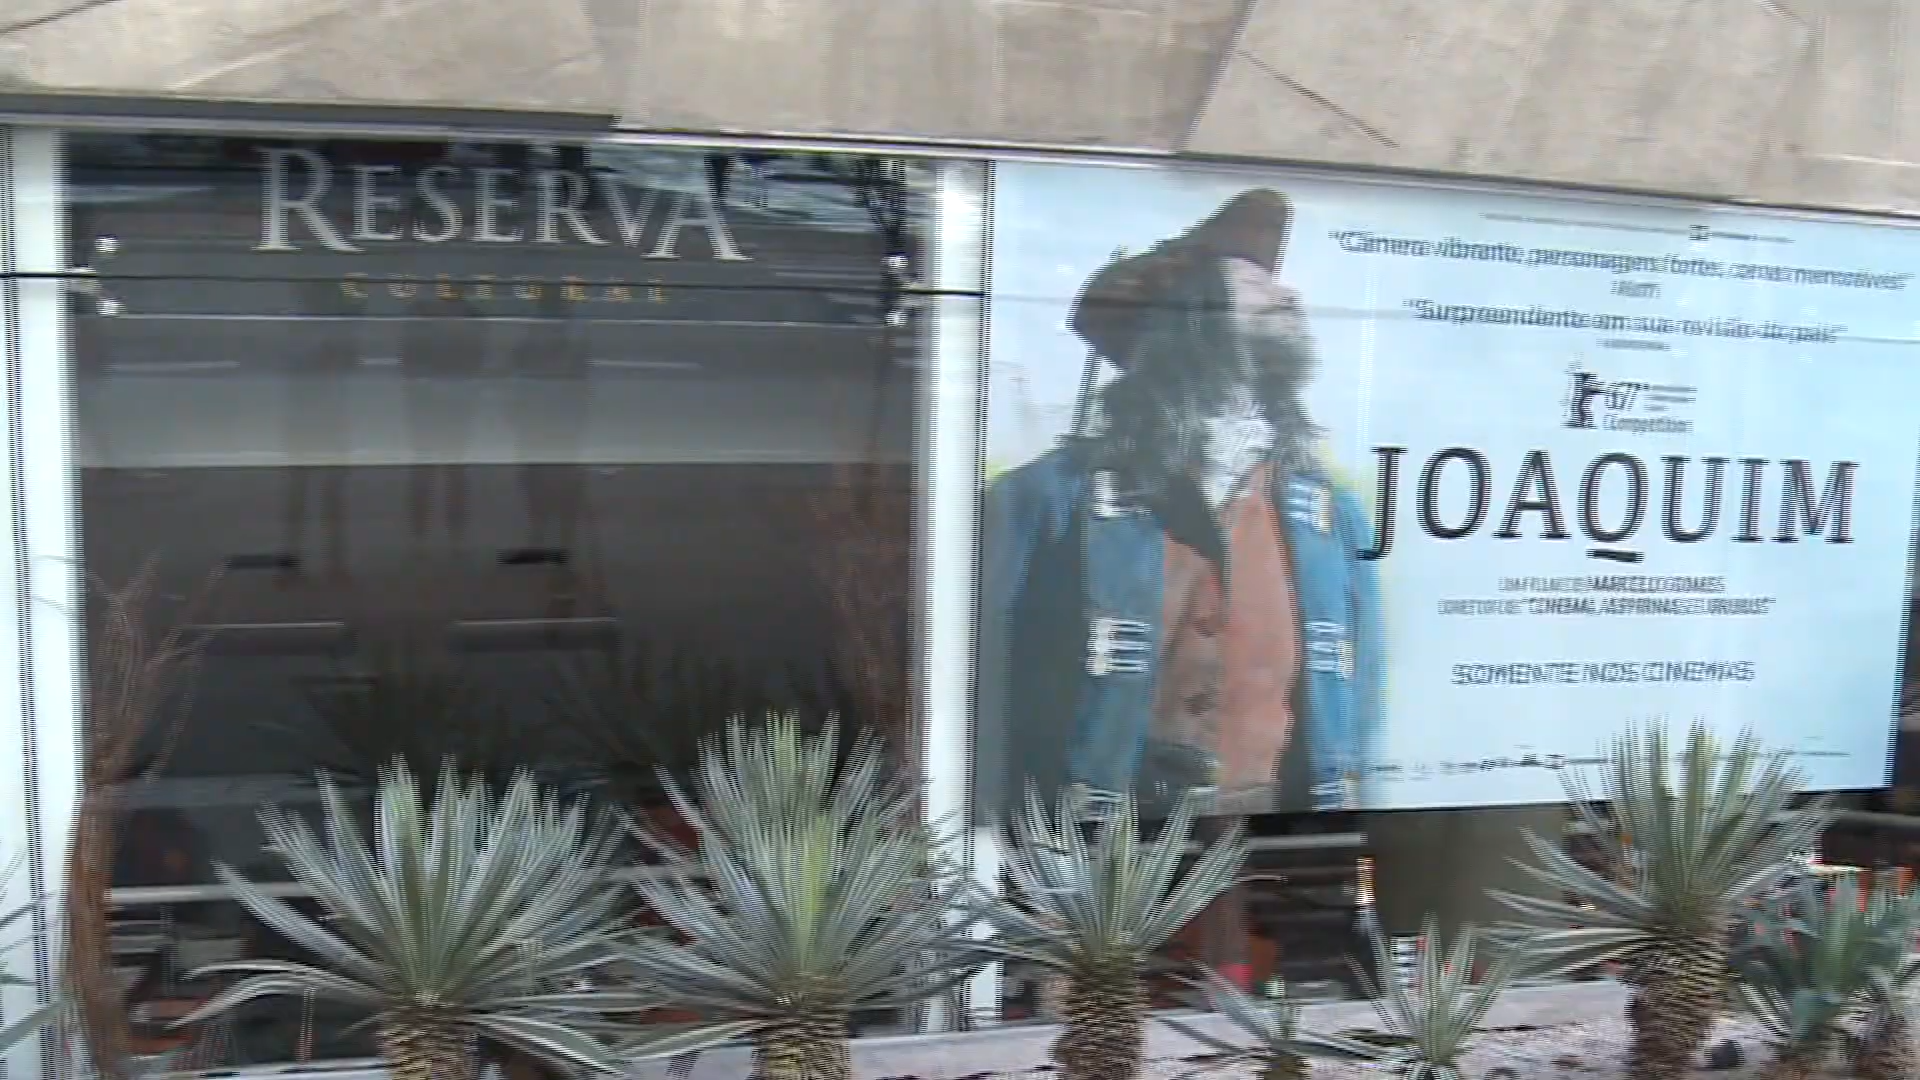 RESERVA
CULTURAL
"Câmera vibrante, personagens fortes, cenas memoráveis"
"Surpreendente em sua revisão do país"
67
Competition
JOAQUIM
UM FILME DE MARCELO GOMES
DIRETOR DE "CINEMA, ASPIRINAS E URUBUS"
SOMENTE NOS CINEMAS